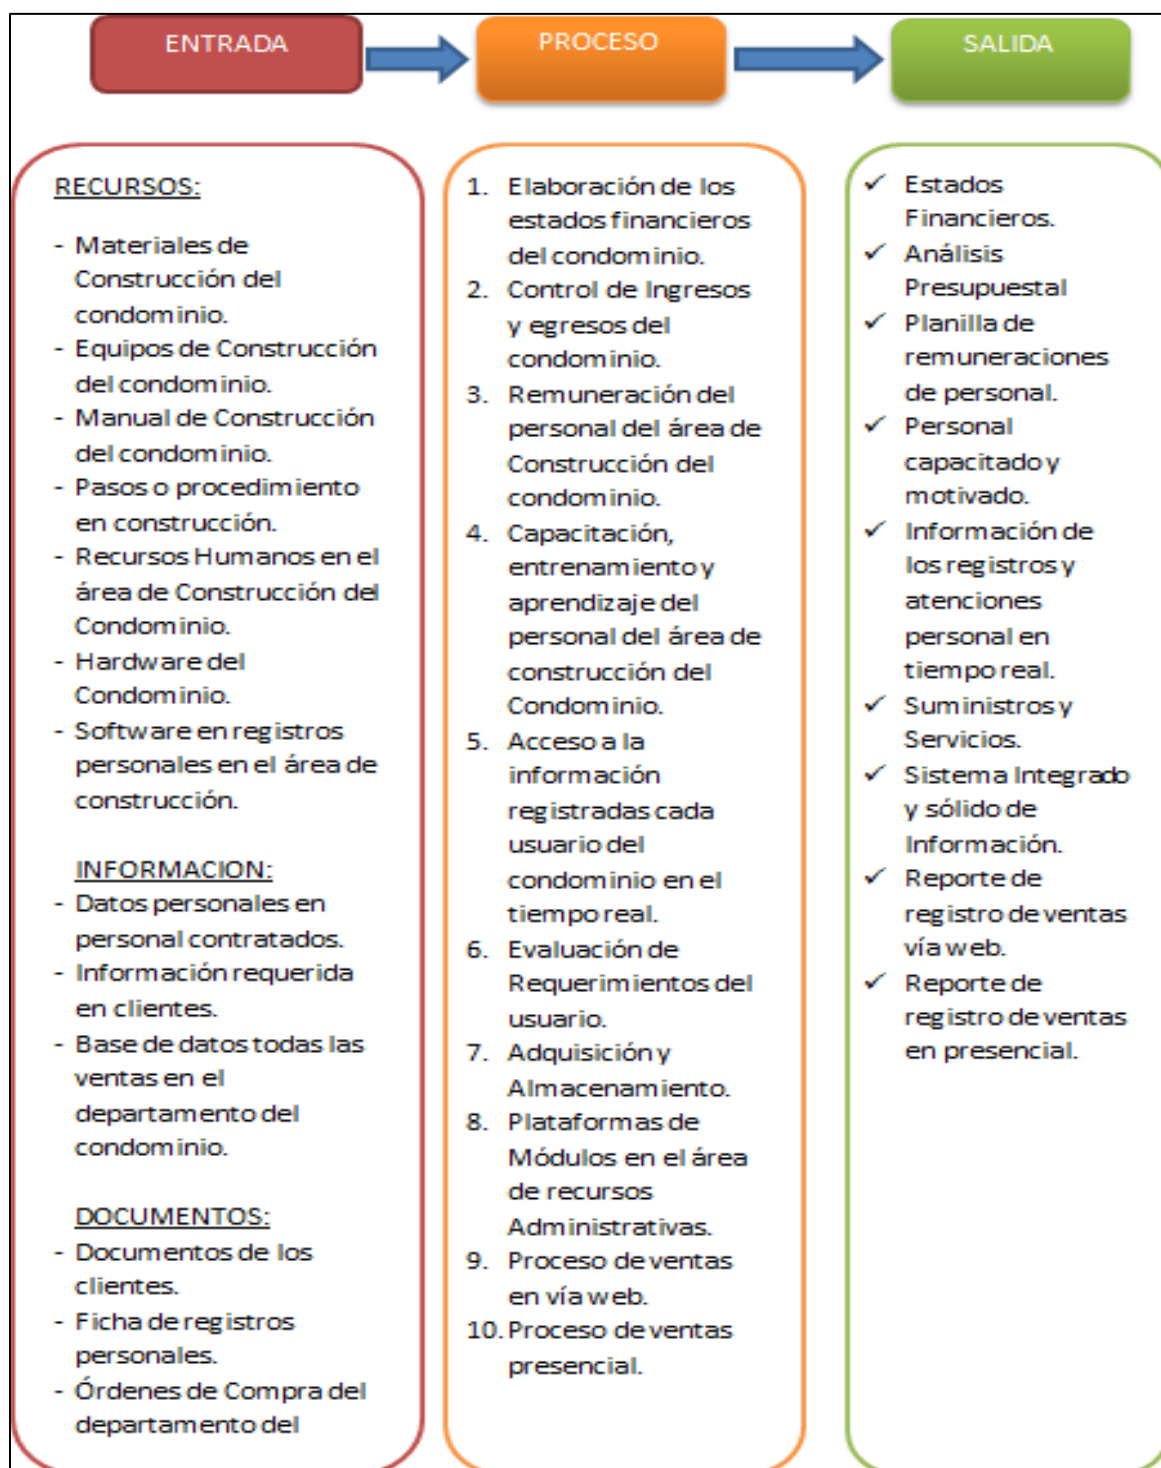 ENTRADA
PROCESO
SALIDA
RECURSOS:
- Materiales de
Construcción del
condominio.
- Equipos de Construcción
del condominio.
- Manual de Construcción
del condominio.
- Pasos o procedimiento
en construcción.
- Recursos Humanos en el
área de Construcción del
Condominio.
- Hardware del
Condominio.
- Software en registros
personales en el área de
construcción.
INFORMACION:
- Datos personales en
personal contratados.
- Información requerida
en clientes.
- Base de datos todas las
ventas en el
departamento del
condominio.
DOCUMENTOS:
- Documentos de los
clientes.
- Ficha de registros
personales.
- Órdenes de Compra del
departamento del
1. Elaboración de los
estados financieros
del condominio.
2. Control de Ingresos
y egresos del
condominio.
3. Remuneración del
personal del área de
Construcción del
condominio.
4. Capacitación,
entrenamiento y
aprendizaje del
personal del área de
construcción del
Condominio.
5. Acceso a la
información
registradas cada
usuario del
condominio en el
tiempo real.
6. Evaluación de
Requerimientos del
usuario.
7. Adquisición y
Almacenamiento.
8. Plataformas de
Módulos en el área
de recursos
Administrativas.
9. Proceso de ventas
en vía web.
10. Proceso de ventas
presencial.
✓ Estados
Financieros.
✓ Análisis
Presupuestal
✓ Planilla de
remuneraciones
de personal.
✓ Personal
capacitado y
motivado.
✓ Información de
los registros y
atenciones
personal en
tiempo real.
✓ Suministros y
Servicios.
✓ Sistema Integrado
y sólido de
Información.
✓ Reporte de
registro de ventas
vía web.
✓ Reporte de
registro de ventas
en presencial.